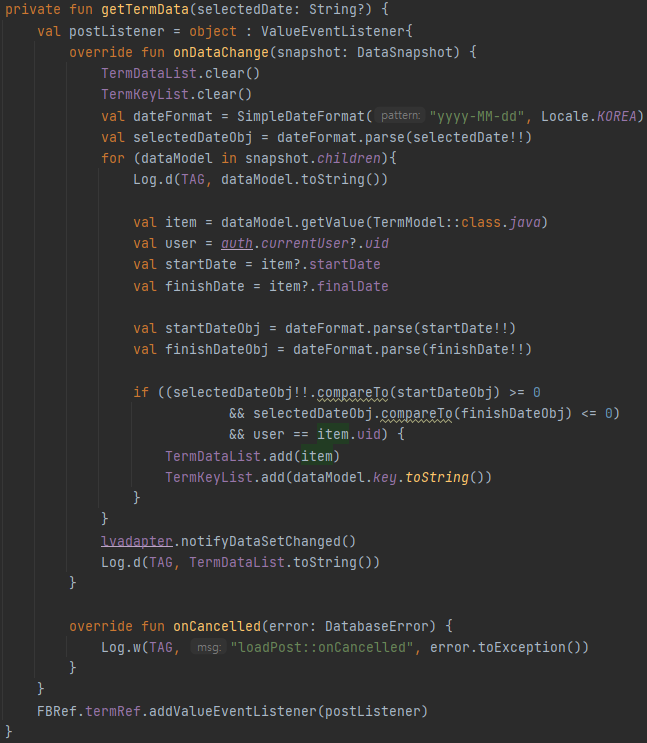 private fun getTermData(selectedDate: String?) {
    val postListener = object : ValueEventListener{
        override fun onDataChange(snapshot: DataSnapshot) {
            TermDataList.clear()
            TermKeyList.clear()
            val dateFormat = SimpleDateFormat( pattern: "yyyy-MM-dd", Locale.KOREA)
            val selectedDateObj = dateFormat.parse(selectedDate!!)
            for (dataModel in snapshot.children){
                Log.d(TAG, dataModel.toString())

                val item = dataModel.getValue(TermModel::class.java)
                val user = auth.currentUser?.uid
                val startDate = item?.startDate
                val finishDate = item?.finalDate

                val startDateObj = dateFormat.parse(startDate!!)
                val finishDateObj = dateFormat.parse(finishDate!!)

                if ((selectedDateObj!!.compareTo(startDateObj) >= 0
                            && selectedDateObj.compareTo(finishDateObj) <= 0)
                            && user == item.uid) {
                    TermDataList.add(item)
                    TermKeyList.add(dataModel.key.toString())
                }
            }
            lvadapter.notifyDataSetChanged()
            Log.d(TAG, TermDataList.toString())
        }

        override fun onCancelled(error: DatabaseError) {
            Log.w(TAG, msg: "loadPost::onCancelled", error.toException())
        }
    }
    FBRef.termRef.addValueEventListener(postListener)
}